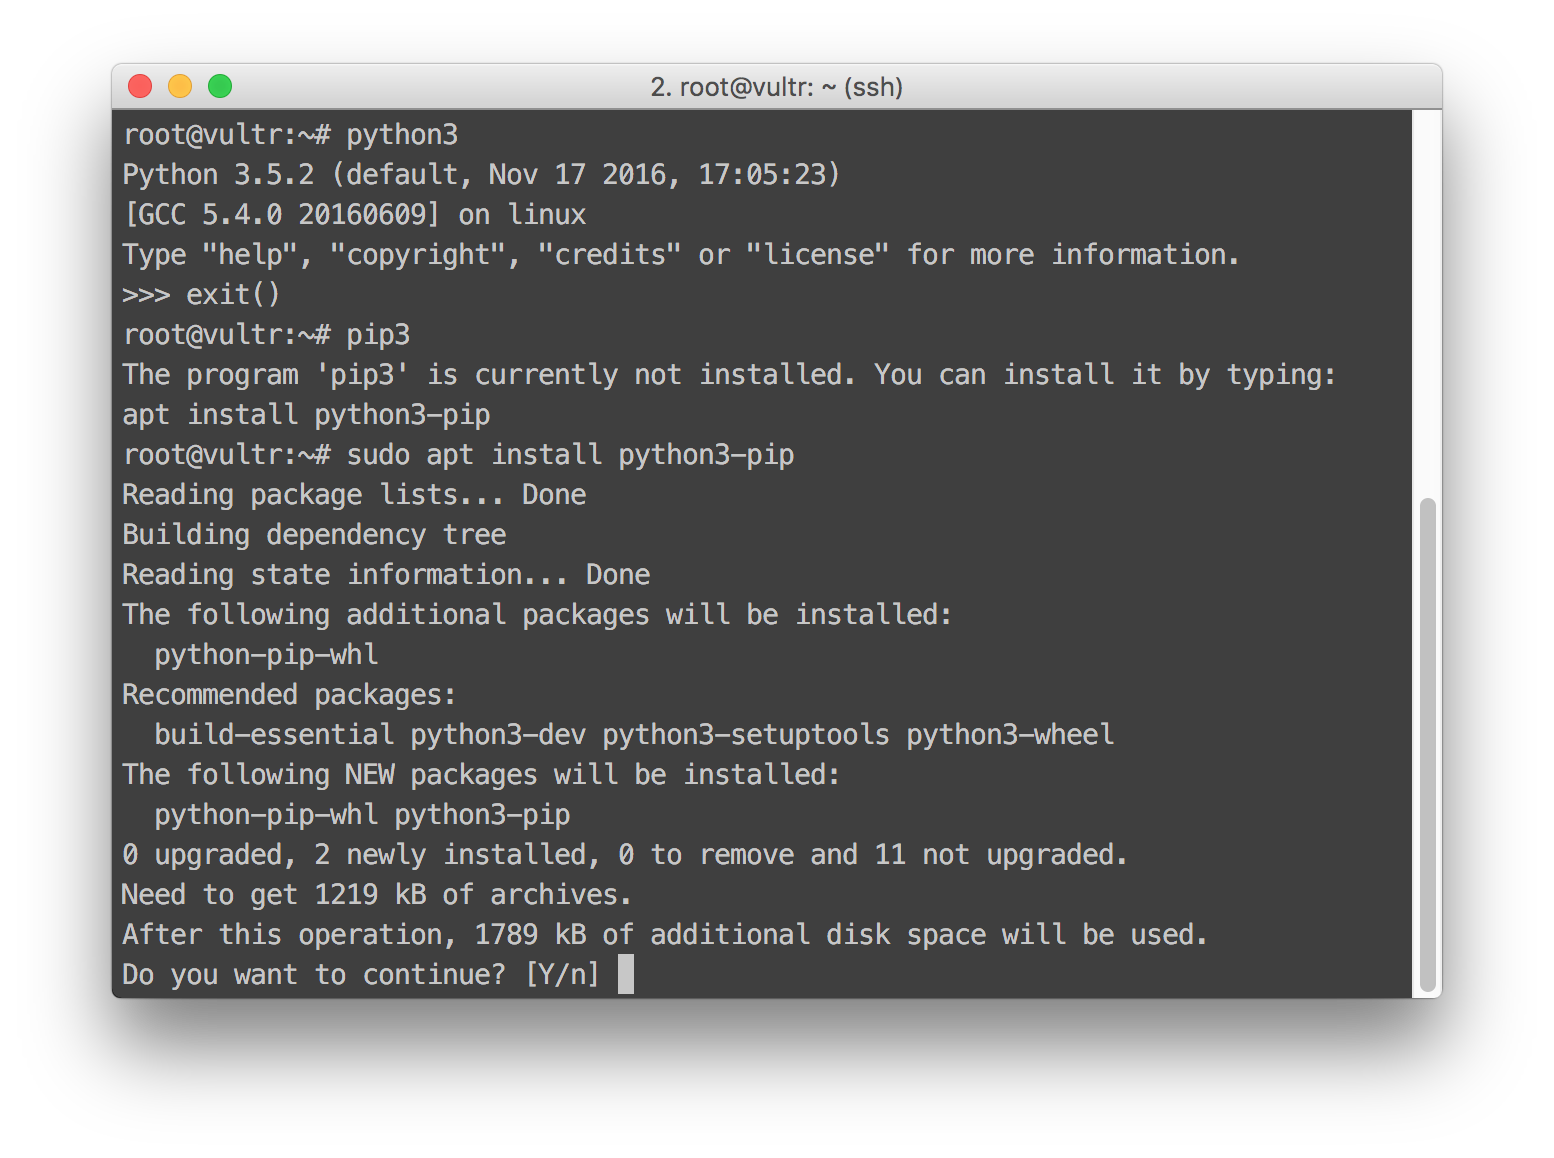 2. root@vultr: ~ (ssh)
root@vultr:~# python3
Python 3.5.2 (default, Nov 17 2016, 17:05:23)
[GCC 5.4.0 20160609] on linux
Type "help", "copyright", "credits" or "license" for more information.
>>> exit()
root@vultr:~# pip3
The program 'pip3' is currently not installed. You can install it by typing:
apt install python3-pip
root@vultr:~# sudo apt install python3-pip
Reading package lists... Done
Building dependency tree
Reading state information... Done
The following additional packages will be installed:
  python-pip-whl
Recommended packages:
  build-essential python3-dev python3-setuptools python3-wheel
The following NEW packages will be installed:
  python-pip-whl python3-pip
0 upgraded, 2 newly installed, 0 to remove and 11 not upgraded.
Need to get 1219 kB of archives.
After this operation, 1789 kB of additional disk space will be used.
Do you want to continue? [Y/n]